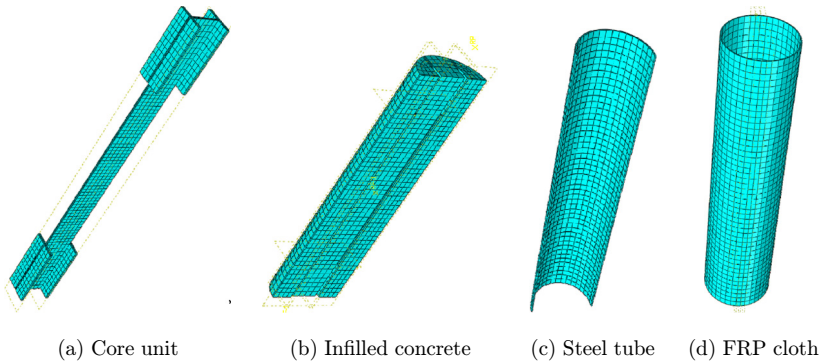 (a) Core unit
(b) Infilled concrete
(c) Steel tube
(d) FRP cloth